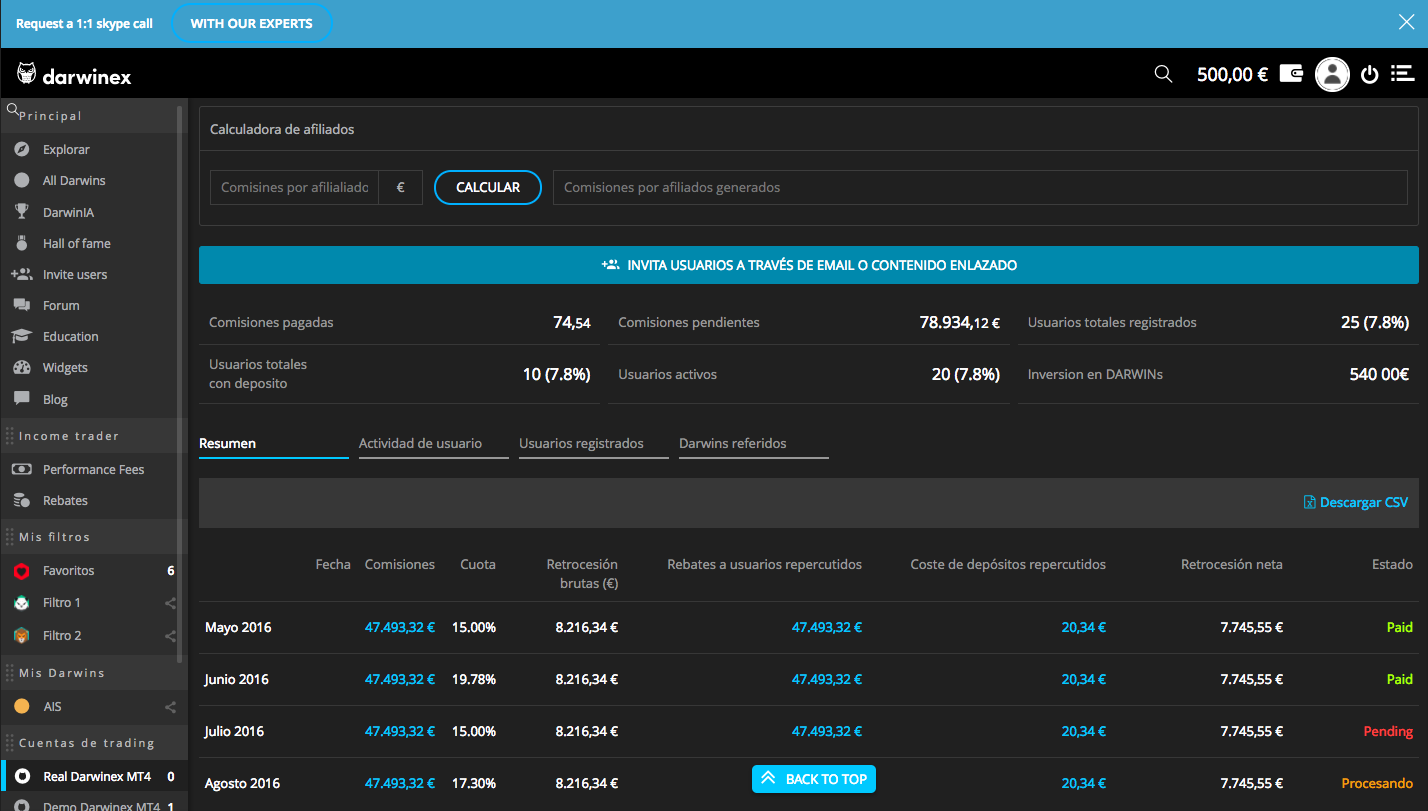 Request a 1:1 skype call WITH OUR EXPERTS
darwinex 500,00 €
Principal
Explorar
All Darwins
DarwinIA
Hall of fame
Invite users
Forum
Education
Widgets
Blog
Income trader
Performance Fees
Rebates
Mis filtros
Favoritos 6
Filtro 1
Filtro 2
Mis Darwins
AIS
Cuentas de trading
Real Darwinex MT4 0
Demo Darwinex MT4 1
Calculadora de afiliados
Comisines por afilialiado € CALCULAR Comisiones por afiliados generados
INVITA USUARIOS A TRAVÉS DE EMAIL O CONTENIDO ENLAZADO
Comisiones pagadas 74,54 Comisiones pendientes 78.934,12 € Usuarios totales registrados 25 (7.8%)
Usuarios totales
con deposito 10 (7.8%) Usuarios activos 20 (7.8%) Inversion en DARWINs 540 00€
Resumen Actividad de usuario Usuarios registrados Darwins referidos
Descargar CSV
Fecha Comisiones Cuota Retrocesión Rebates a usuarios repercutidos Coste de depósitos repercutidos Retrocesión neta Estado
brutas (€)
Mayo 2016 47.493,32 € 15.00% 8.216,34 € 47.493,32 € 20,34 € 7.745,55 € Paid
Junio 2016 47.493,32 € 19.78% 8.216,34 € 47.493,32 € 20,34 € 7.745,55 € Paid
Julio 2016 47.493,32 € 15.00% 8.216,34 € 47.493,32 € 20,34 € 7.745,55 € Pending
Agosto 2016 47.493,32 € 17.30% 8.216,34 € BACK TO TOP 20,34 € 7.745,55 € Procesando